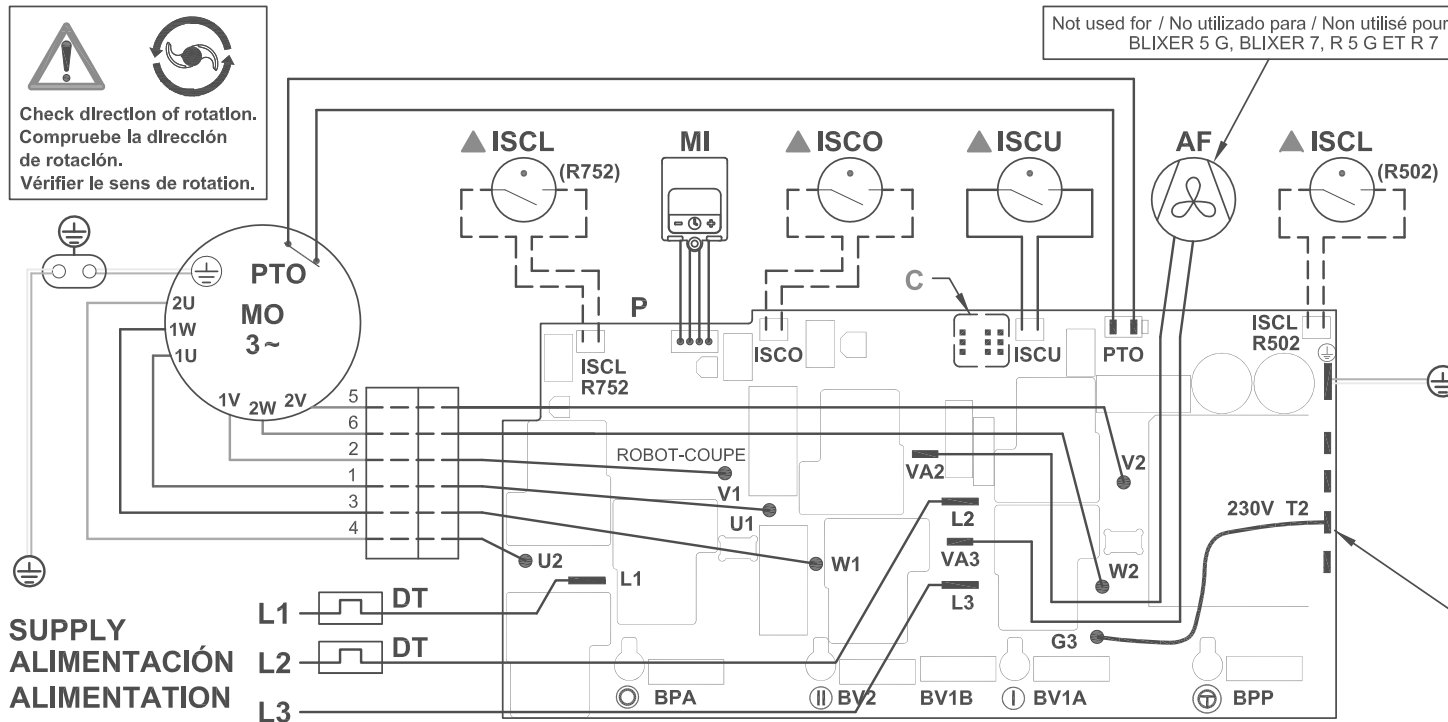 Not used for / No utilizado para / Non utilisé pour
BLIXER 5 G, BLIXER 7, R 5 G ET R 7
Check direction of rotation.
Compruebe la dirección
de rotación.
Vérifier le sens de rotation.
ISCL
(R752)
MI
ISCO
ISCU
AF
ISCL
(R502)
PTO
MO
3~
2U
1W
1U
1V
2W
2V
P
C
ISCL
R752
ISCO
ISCU
PTO
ISCL
R502
5
6
2
1
3
4
ROBOT-COUPE
V1
U1
U2
W1
VA2
V2
L2
VA3
L3
W2
230V T2
G3
L1
L1
DT
SUPPLY
ALIMENTACIÓN
ALIMENTATION
L2
DT
L3
BPA
II
BV2
BV1B
I
BV1A
BPP